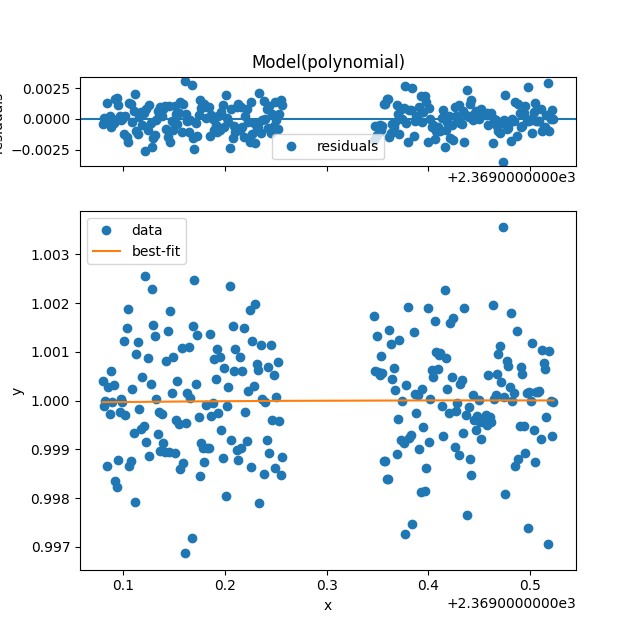 Model(polynomial)
0.0025
0.0000
−0.0025
residuals
residuals
+2.3690000000e3
data
best-fit
1.003
1.002
1.001
1.000
0.999
0.998
0.997
y
0.1
0.2
0.3
0.4
0.5
x
+2.3690000000e3